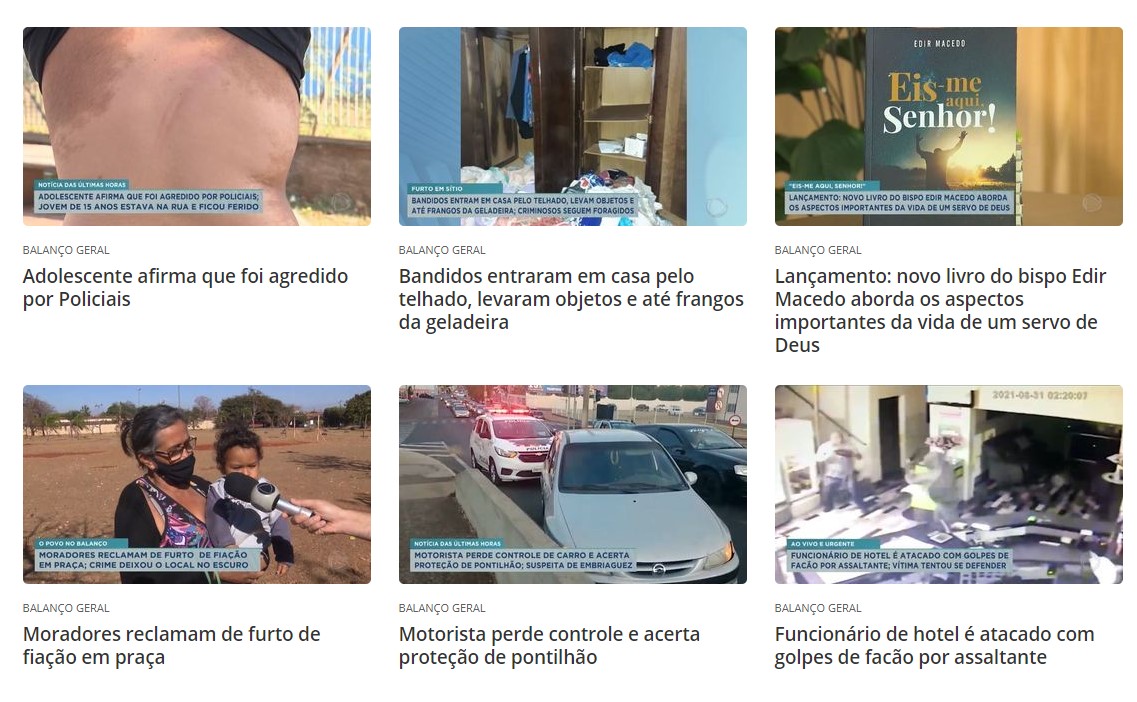 NOTÍCIA DAS ÚLTIMAS HORAS
ADOLESCENTE AFIRMA QUE FOI AGREDIDO POR POLICIAIS;
JOVEM DE 15 ANOS ESTAVA NA RUA E FICOU FERIDO
BALANÇO GERAL
Adolescente afirma que foi agredido
por Policiais
FURTO EM SÍTIO
BANDIDOS ENTRAM EM CASA PELO TELHADO, LEVAM OBJETOS E
ATÉ FRANGOS DA GELADEIRA; CRIMINOSOS SEGUEM FORAGIDOS
BALANÇO GERAL
Bandidos entraram em casa pelo
telhado, levaram objetos e até frangos
da geladeira
EDIR MACEDO
Eis-me
aqui,
Senhor!
"EIS-ME AQUI, SENHOR!"
LANÇAMENTO: NOVO LIVRO DO BISPO EDIR MACEDO ABORDA
OS ASPECTOS IMPORTANTES DA VIDA DE UM SERVO DE DEUS
BALANÇO GERAL
Lançamento: novo livro do bispo Edir
Macedo aborda os aspectos
importantes da vida de um servo de
Deus
O POVO NO BALANÇO
MORADORES RECLAMAM DE FURTO DE FIAÇÃO
EM PRAÇA; CRIME DEIXOU O LOCAL NO ESCURO
BALANÇO GERAL
Moradores reclamam de furto de
fiação em praça
NOTÍCIA DAS ÚLTIMAS HORAS
MOTORISTA PERDE CONTROLE DE CARRO E ACERTA
PROTEÇÃO DE PONTILHÃO; SUSPEITA DE EMBRIAGUEZ
BALANÇO GERAL
Motorista perde controle e acerta
proteção de pontilhão
2021-08-31 02:20:07
AO VIVO E URGENTE
FUNCIONÁRIO DE HOTEL É ATACADO COM GOLPES DE
FACÃO POR ASSALTANTE; VÍTIMA TENTOU SE DEFENDER
BALANÇO GERAL
Funcionário de hotel é atacado com
golpes de facão por assaltante